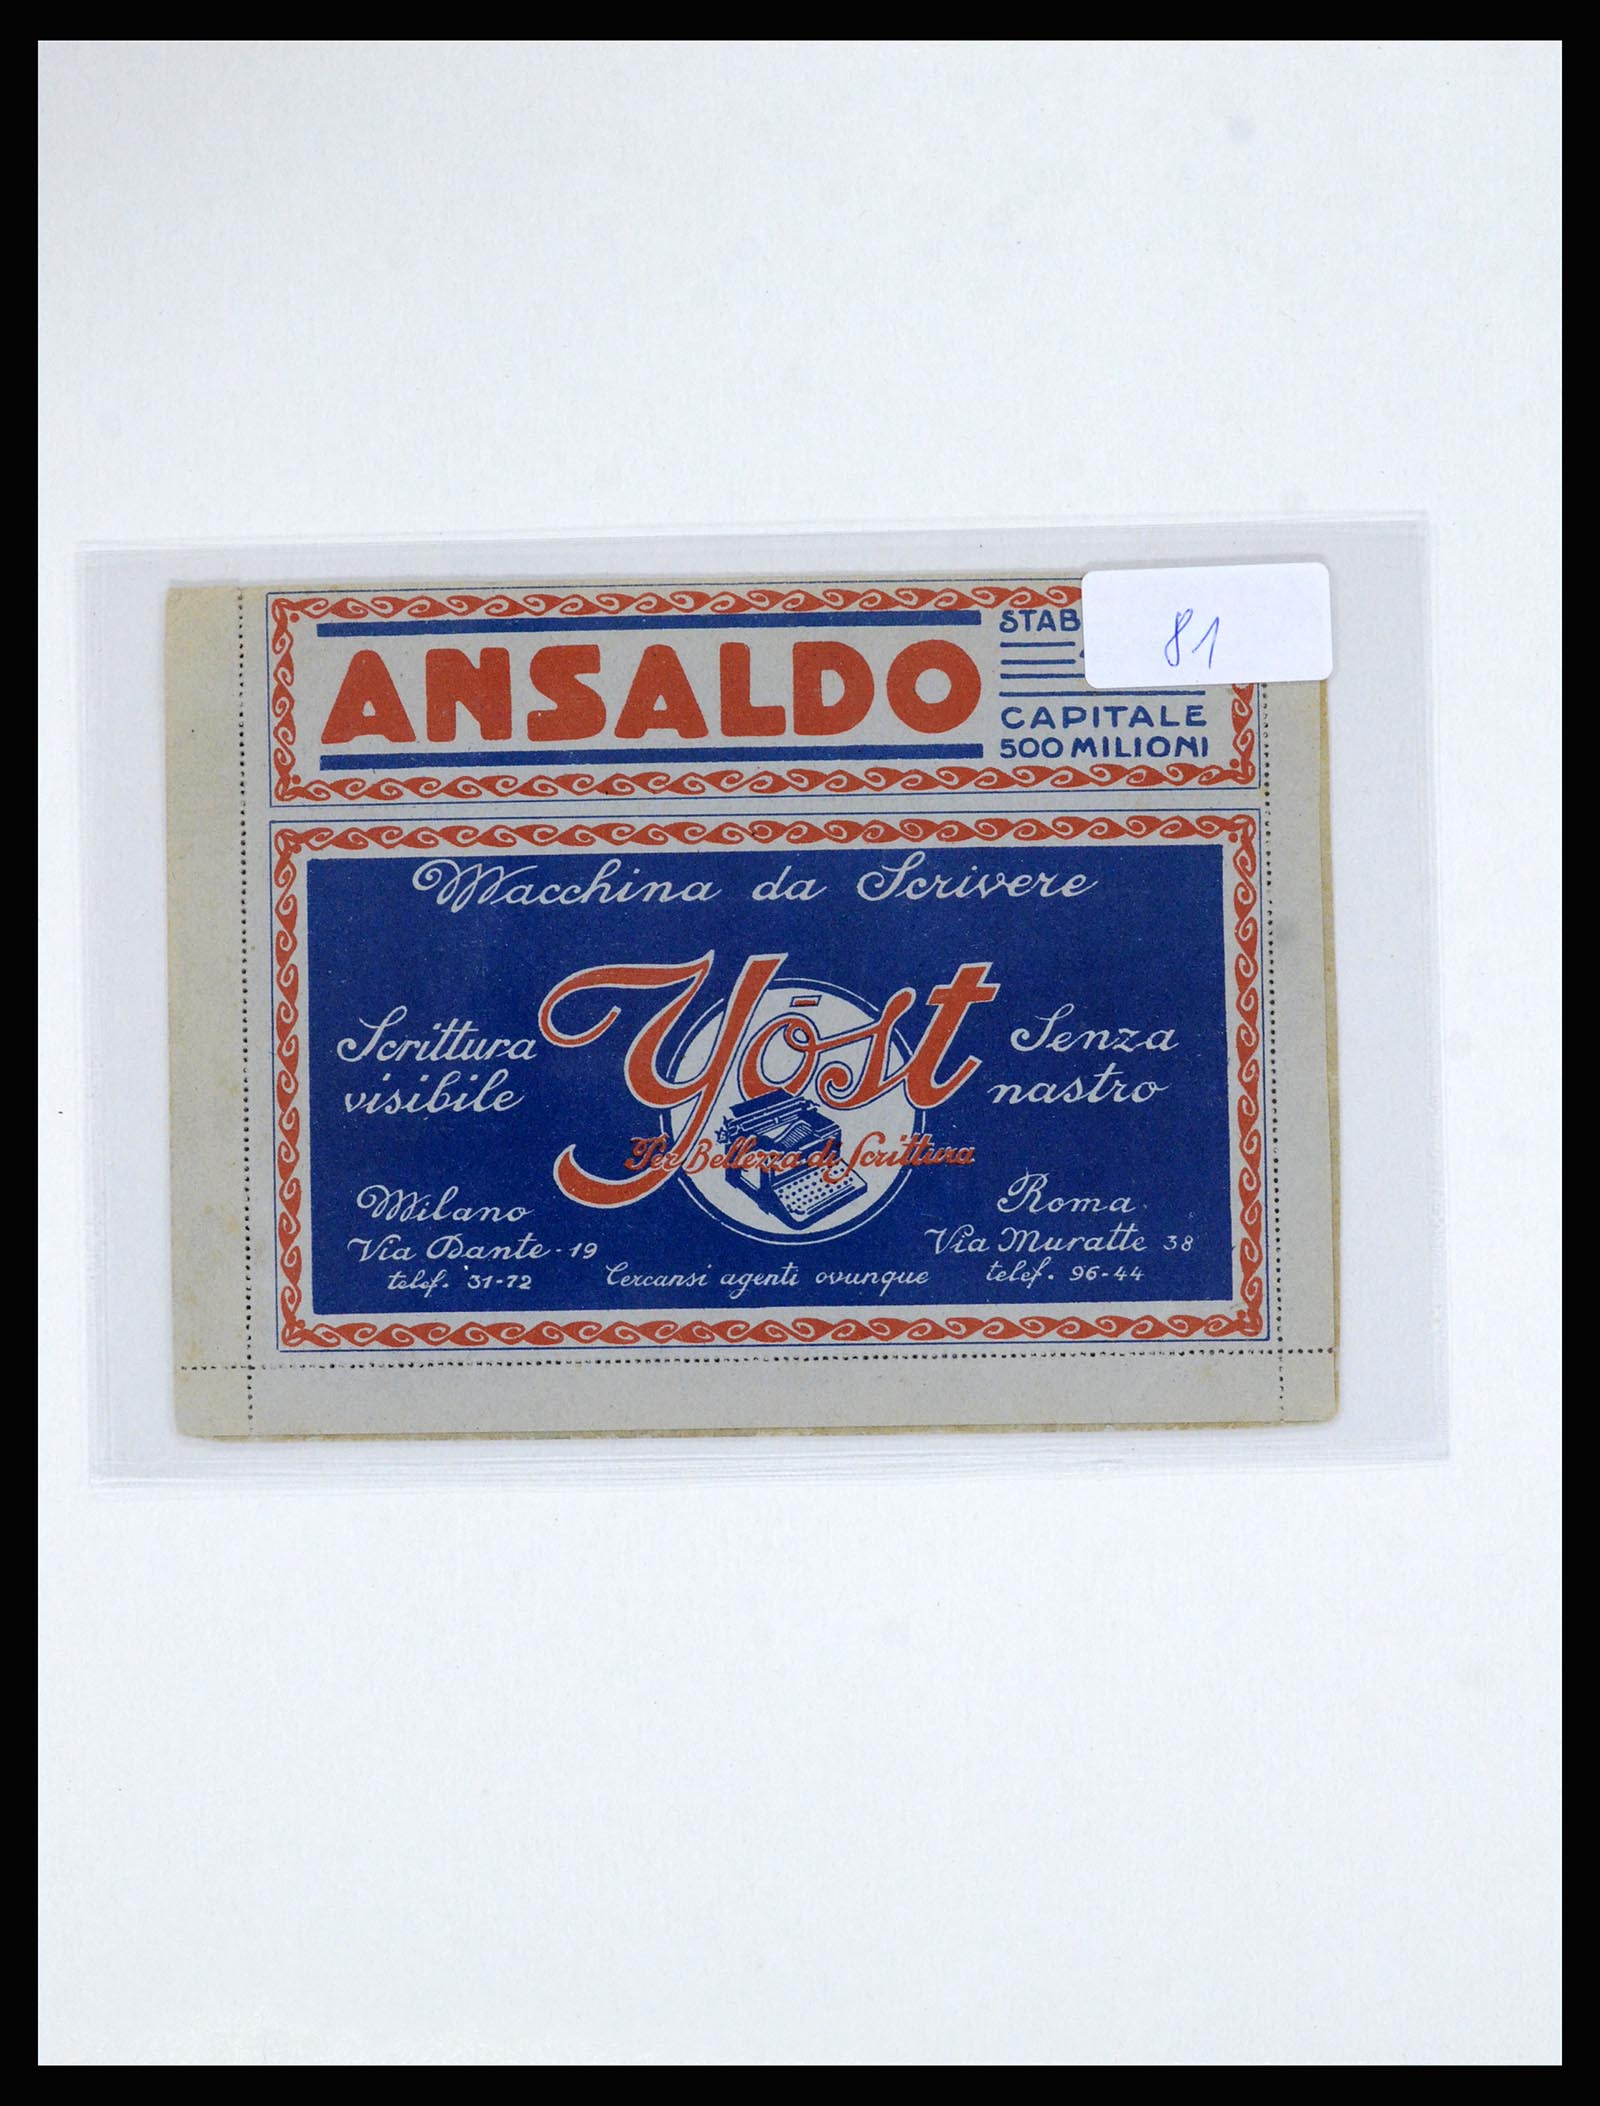 ANSALDO
STAB
CAPITALE
500 MILIONI
81
Macchina da Scrivere
Yōst
Scrittura
visibile
Senza
nastro
Per Bellezza di Scrittura
Milano
Via Dante - 19
telef. 31-72
Cercansi agenti ovunque
Roma
Via Muratte 38
telef. 96-44